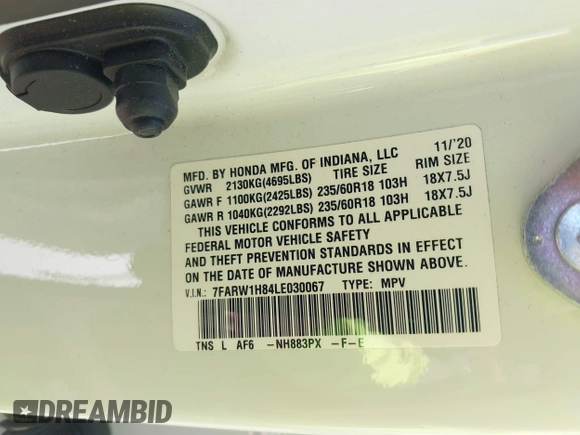 MFD. BY HONDA MFG. OF INDIANA, LLC 11/'20
GVWR 2130KG(4695LBS) TIRE SIZE RIM SIZE
GAWR F 1100KG(2425LBS) 235/60R18 103H 18X7.5J
GAWR R 1040KG(2292LBS) 235/60R18 103H 18X7.5J
THIS VEHICLE CONFORMS TO ALL APPLICABLE
FEDERAL MOTOR VEHICLE SAFETY
AND THEFT PREVENTION STANDARDS IN EFFECT
ON THE DATE OF MANUFACTURE SHOWN ABOVE.
V.I.N.: 7FARW1H84LE030067 TYPE: MPV
TNS L AF6 -NH883PX -F-E
DREAMBID